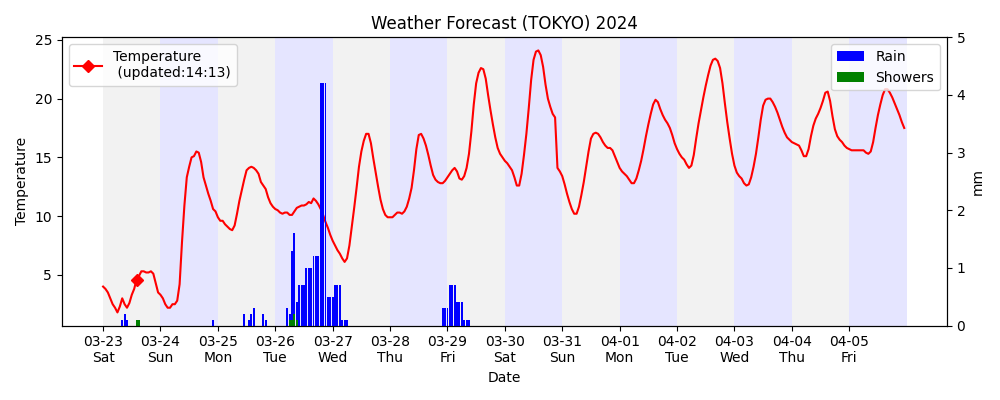 Weather Forecast (TOKYO) 2024
Temperature
(updated:14:13)
Rain
Showers
25
20
15
10
5
Temperature
5
4
3
2
1
0
mm
03-23 03-24 03-25 03-26 03-27 03-28 03-29 03-30 03-31 04-01 04-02 04-03 04-04 04-05
Sat Sun Mon Tue Wed Thu Fri Sat Sun Mon Tue Wed Thu Fri
Date